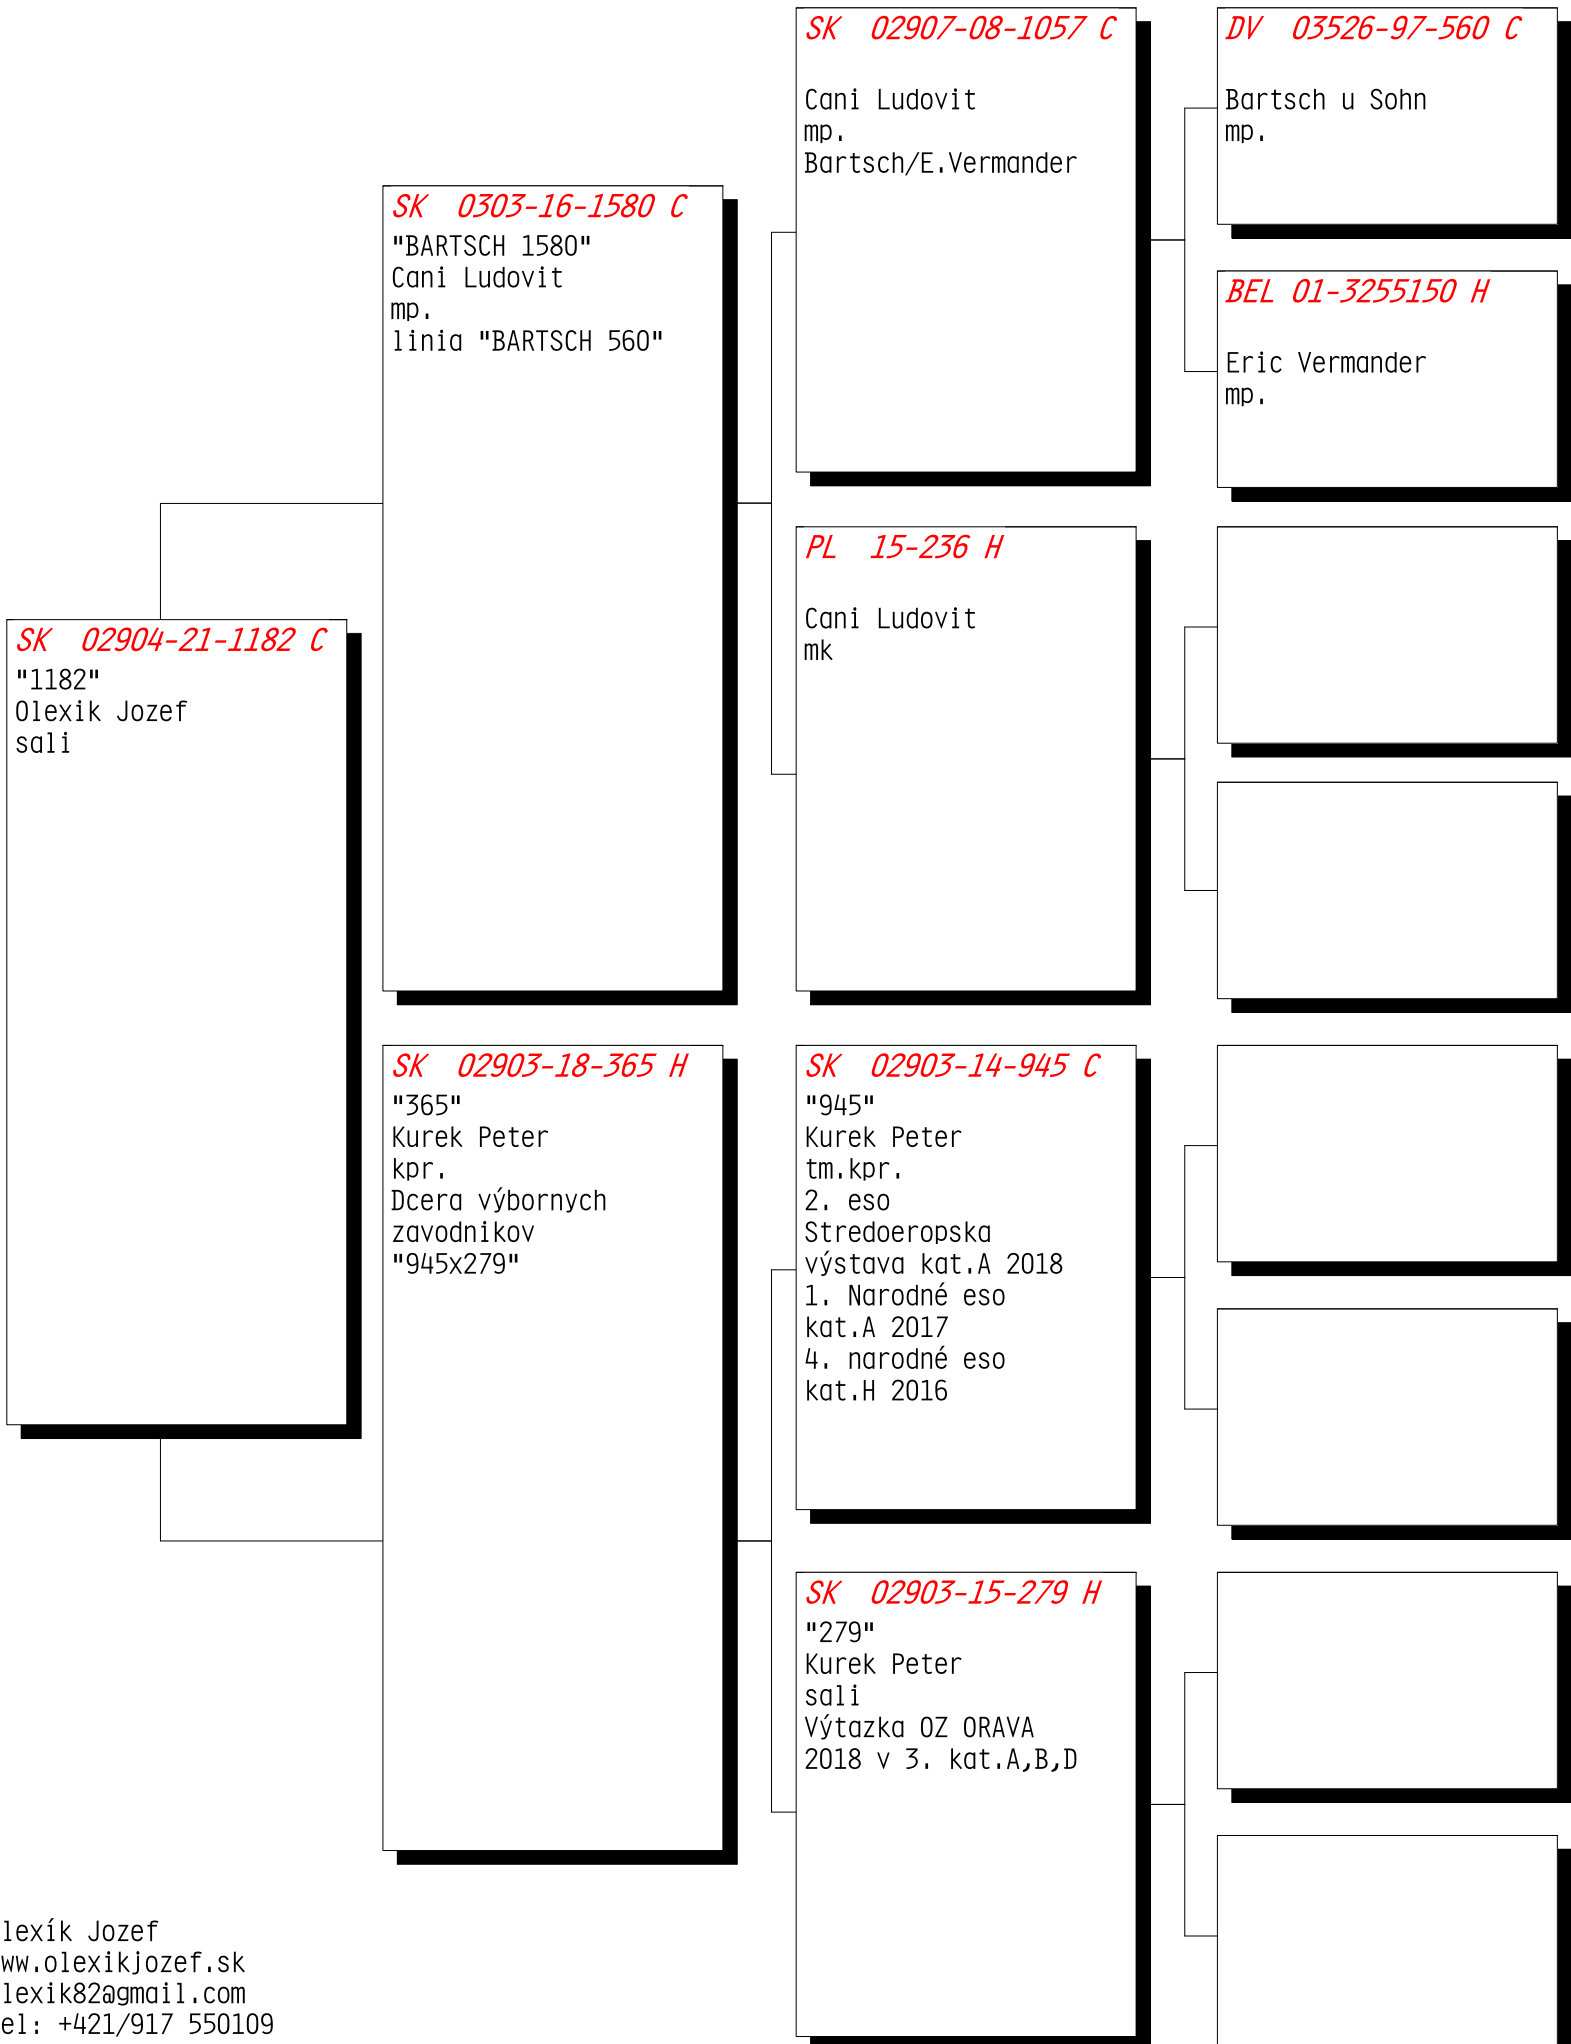 SK 02904-21-1182 C
"1182"
Olexik Jozef
sali
SK 0303-16-1580 C
"BARTSCH 1580"
Cani Ludovit
mp.
linia "BARTSCH 560"
SK 02903-18-365 H
"365"
Kurek Peter
kpr.
Dcera výbornych
zavodnikov
"945x279"
SK 02907-08-1057 C
Cani Ludovit
mp.
Bartsch/E.Vermander
PL 15-236 H
Cani Ludovit
mk
SK 02903-14-945 C
"945"
Kurek Peter
tm.kpr.
2. eso
Stredoeropska
výstava kat.A 2018
1. Narodné eso
kat.A 2017
4. narodné eso
kat.H 2016
SK 02903-15-279 H
"279"
Kurek Peter
sali
Výtazka OZ ORAVA
2018 v 3. kat.A,B,D
DV 03526-97-560 C
Bartsch u Sohn
mp.
BEL 01-3255150 H
Eric Vermander
mp.
lexík Jozef
ww.olexikjozef.sk
lexik82@gmail.com
el: +421/917 550109